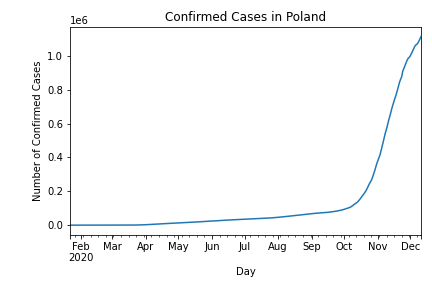 Confirmed Cases in Poland
1e6
Number of Confirmed Cases
1.0
0.8
0.6
0.4
0.2
0.0
Feb Mar Apr May Jun Jul Aug Sep Oct Nov Dec
2020
Day